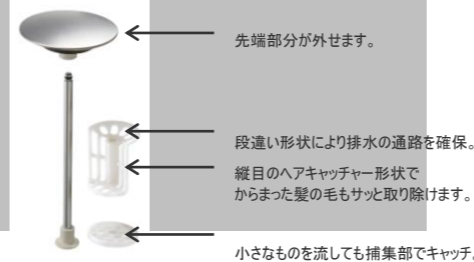 先端部分が外せます。
段違い形状により排水の通路を確保。
縦目のヘアキャッチャー形状で
からまった髪の毛もサッと取り除けます。
小さなものを流しても捕集部でキャッチ。